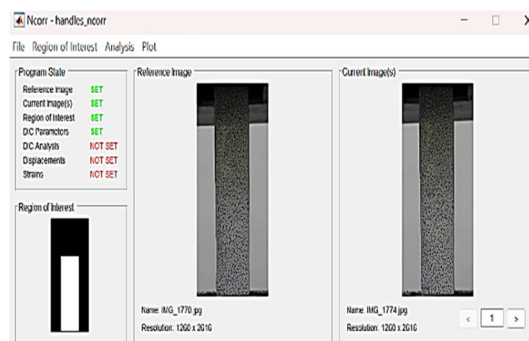 Ncorr - handles_ncorr
File Region of Interest Analysis Plot
Program State
Reference Image SET
Current Image(s) SET
Region of Interest SET
DIC Parameters SET
DIC Analysis NOT SET
Displacements NOT SET
Strains NOT SET
Region of Interest
Reference Image
Name: IMG_1770.jpg
Resolution: 1260 x 2616
Current Image(s)
Name: IMG_1774.jpg
Resolution: 1260 x 2616
< 1 >